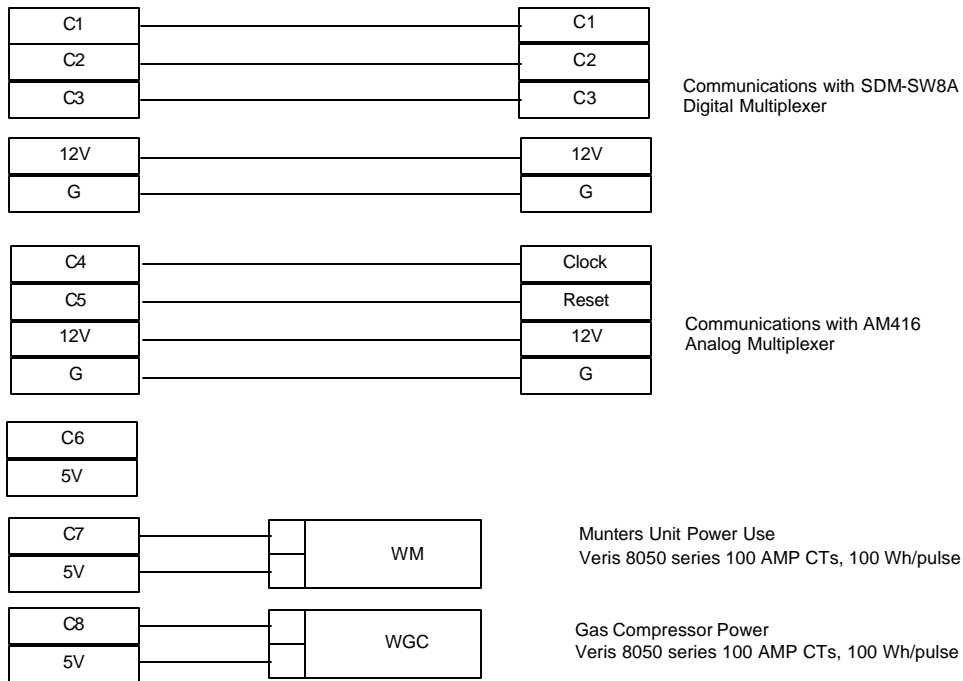 C1 C1
C2 C2
C3 C3
Communications with SDM-SW8A
Digital Multiplexer
12V 12V
G G
C4 Clock
C5 Reset
12V 12V
G G
Communications with AM416
Analog Multiplexer
C6
5V
C7
5V
WM
Munters Unit Power Use
Veris 8050 series 100 AMP CTs, 100 Wh/pulse
C8
5V
WGC
Gas Compressor Power
Veris 8050 series 100 AMP CTs, 100 Wh/pulse